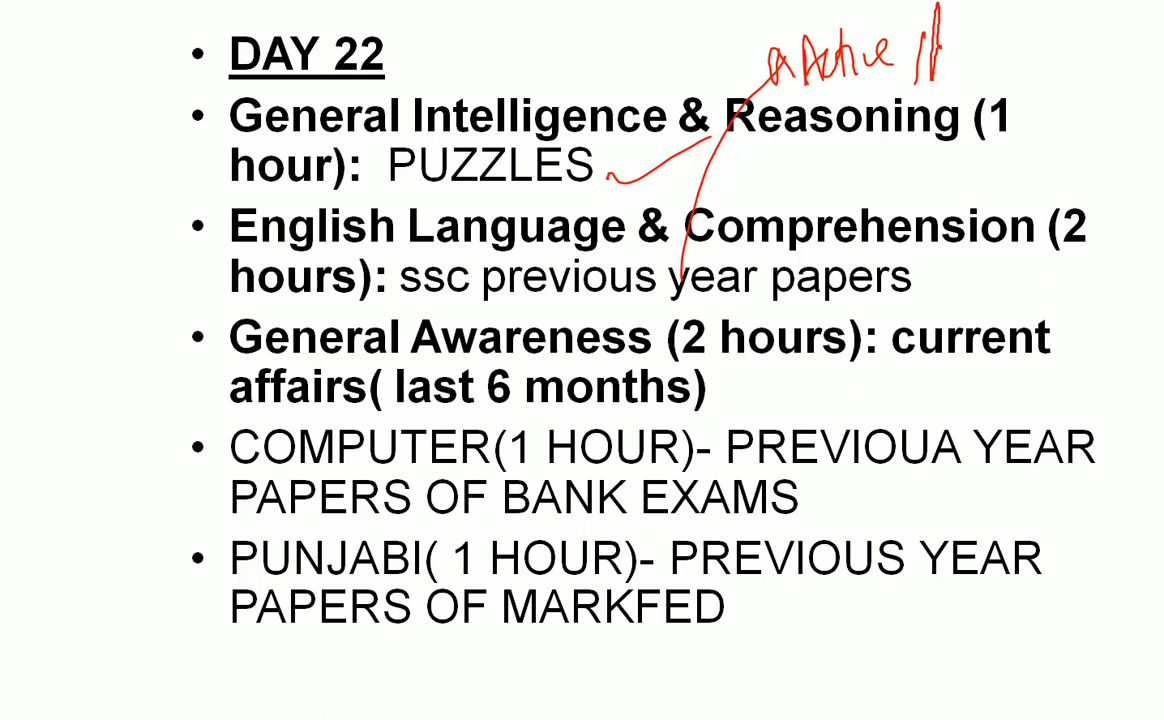 • DAY 22
• General Intelligence & Reasoning (1
hour): PUZZLES
• English Language & Comprehension (2
hours): ssc previous year papers
• General Awareness (2 hours): current
affairs( last 6 months)
• COMPUTER(1 HOUR)- PREVIOUA YEAR
PAPERS OF BANK EXAMS
• PUNJABI( 1 HOUR)- PREVIOUS YEAR
PAPERS OF MARKFED
Active